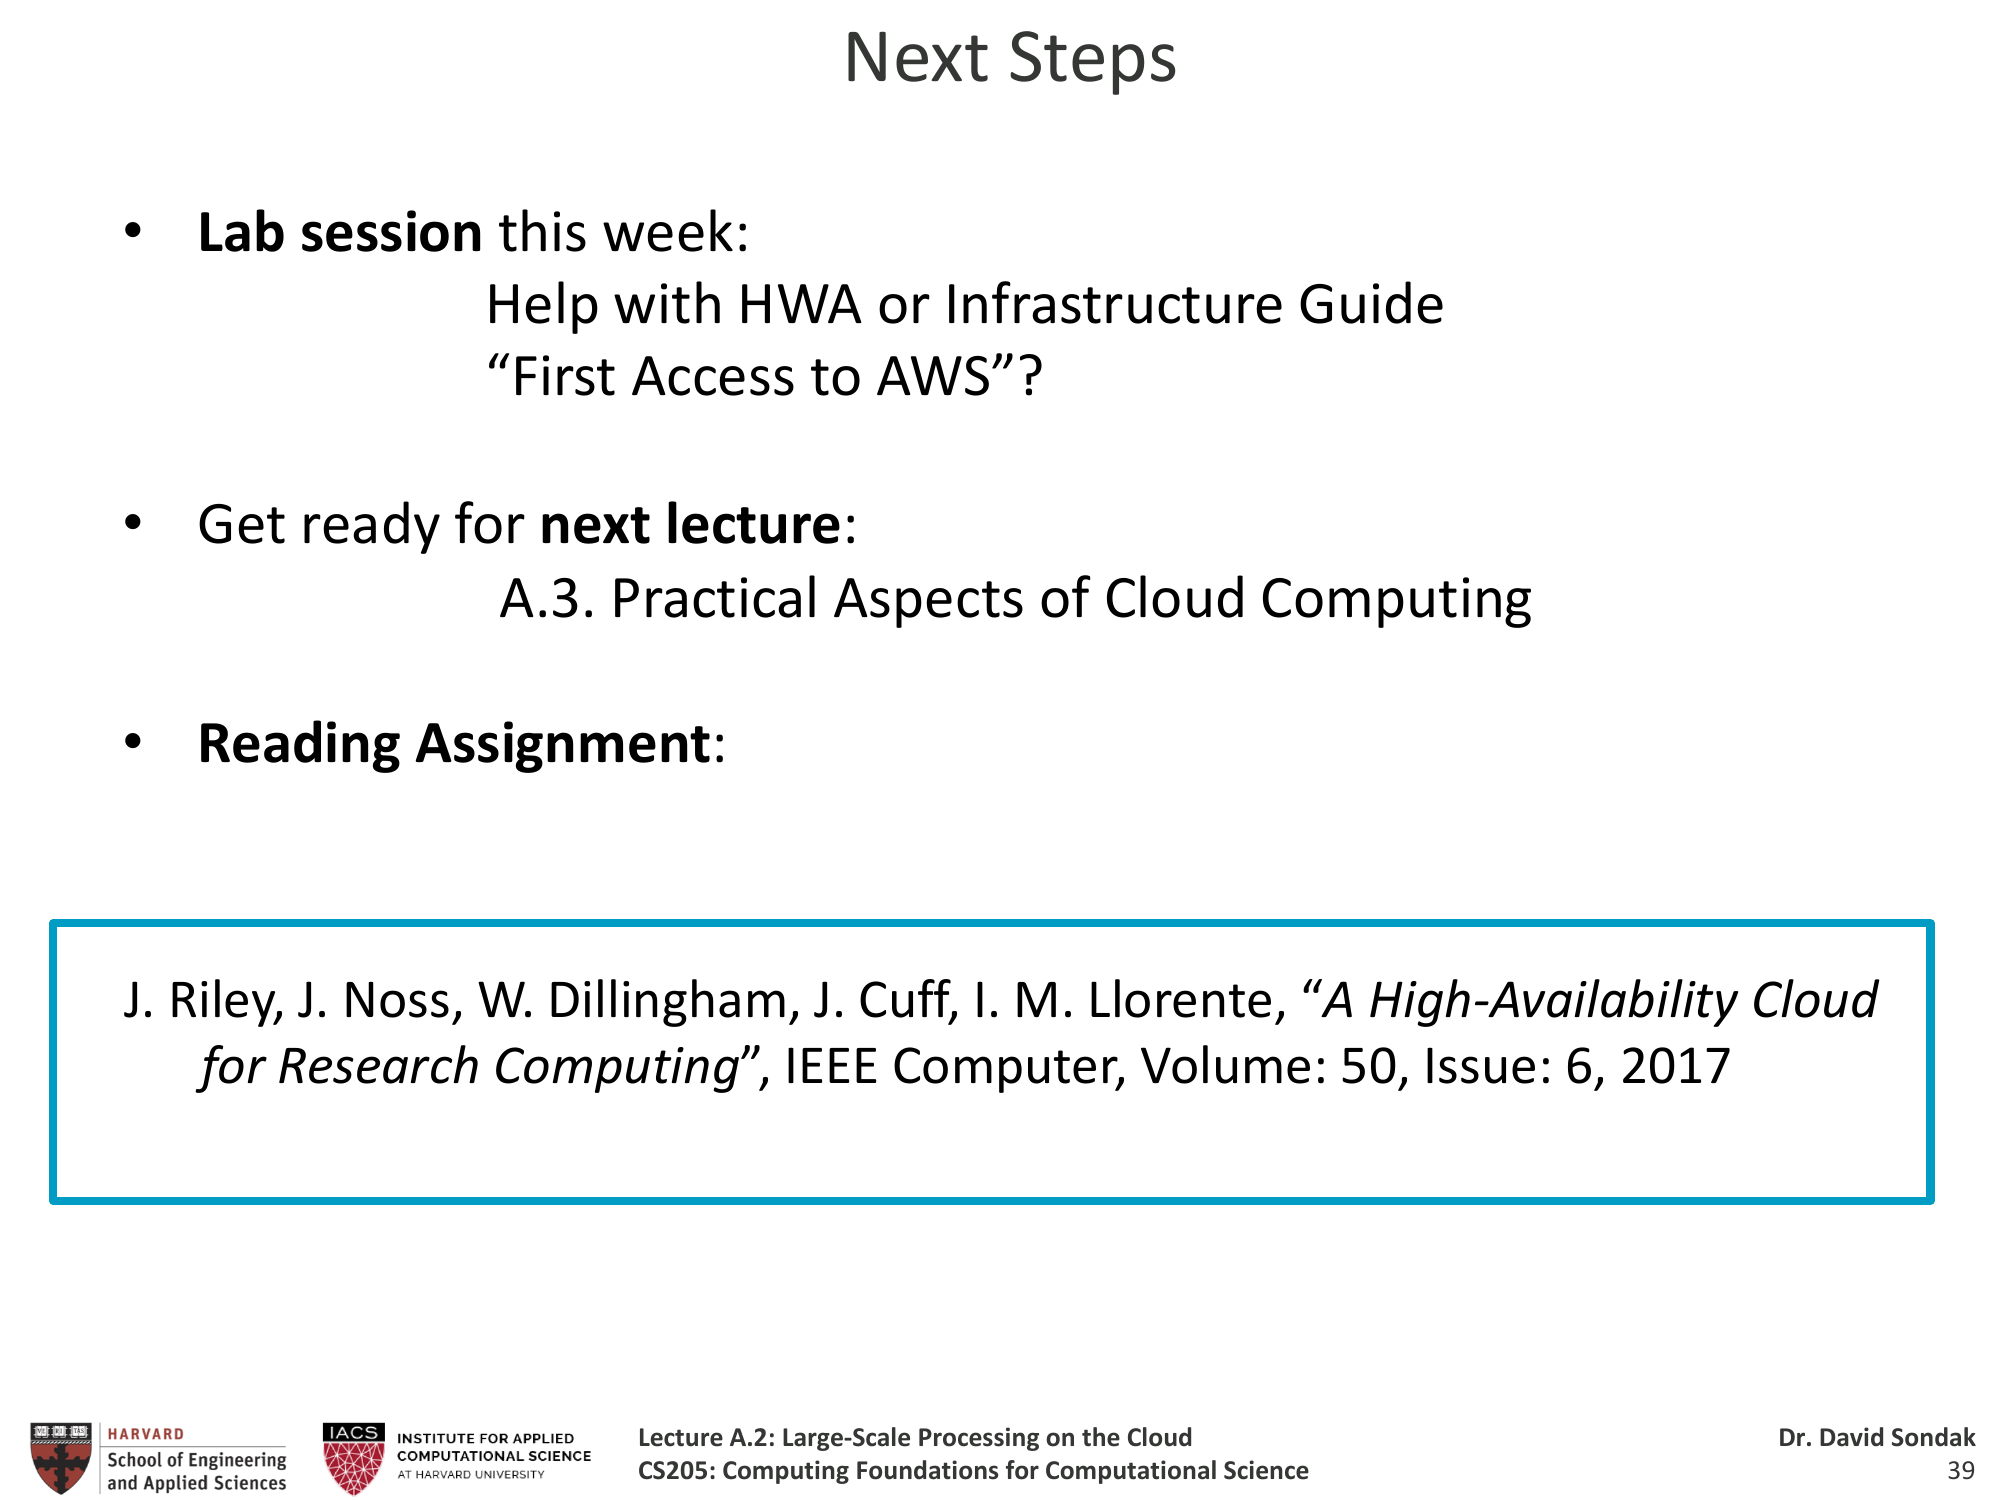 Next Steps
• Lab session this week:
Help with HWA or Infrastructure Guide
“First Access to AWS”?
• Get ready for next lecture:
A.3. Practical Aspects of Cloud Computing
• Reading Assignment:
J. Riley, J. Noss, W. Dillingham, J. Cuff, I. M. Llorente, “A High-Availability Cloud
for Research Computing”, IEEE Computer, Volume: 50, Issue: 6, 2017
HARVARD
School of Engineering
and Applied Sciences
IACS
INSTITUTE FOR APPLIED
COMPUTATIONAL SCIENCE
AT HARVARD UNIVERSITY
Lecture A.2: Large-Scale Processing on the Cloud
CS205: Computing Foundations for Computational Science
Dr. David Sondak
39